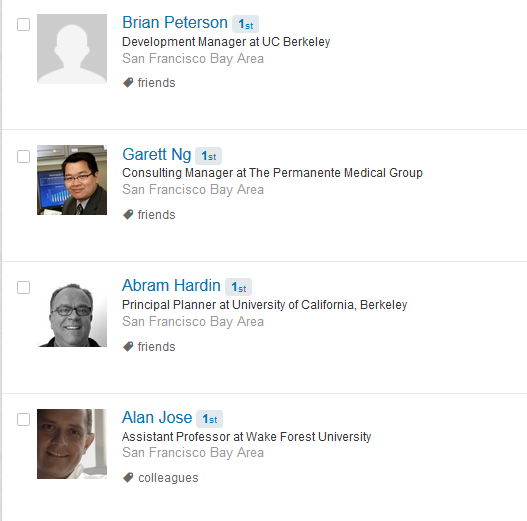 Brian Peterson 1st
Development Manager at UC Berkeley
San Francisco Bay Area
friends
Garett Ng 1st
Consulting Manager at The Permanente Medical Group
San Francisco Bay Area
friends
Abram Hardin 1st
Principal Planner at University of California, Berkeley
San Francisco Bay Area
friends
Alan Jose 1st
Assistant Professor at Wake Forest University
San Francisco Bay Area
colleagues